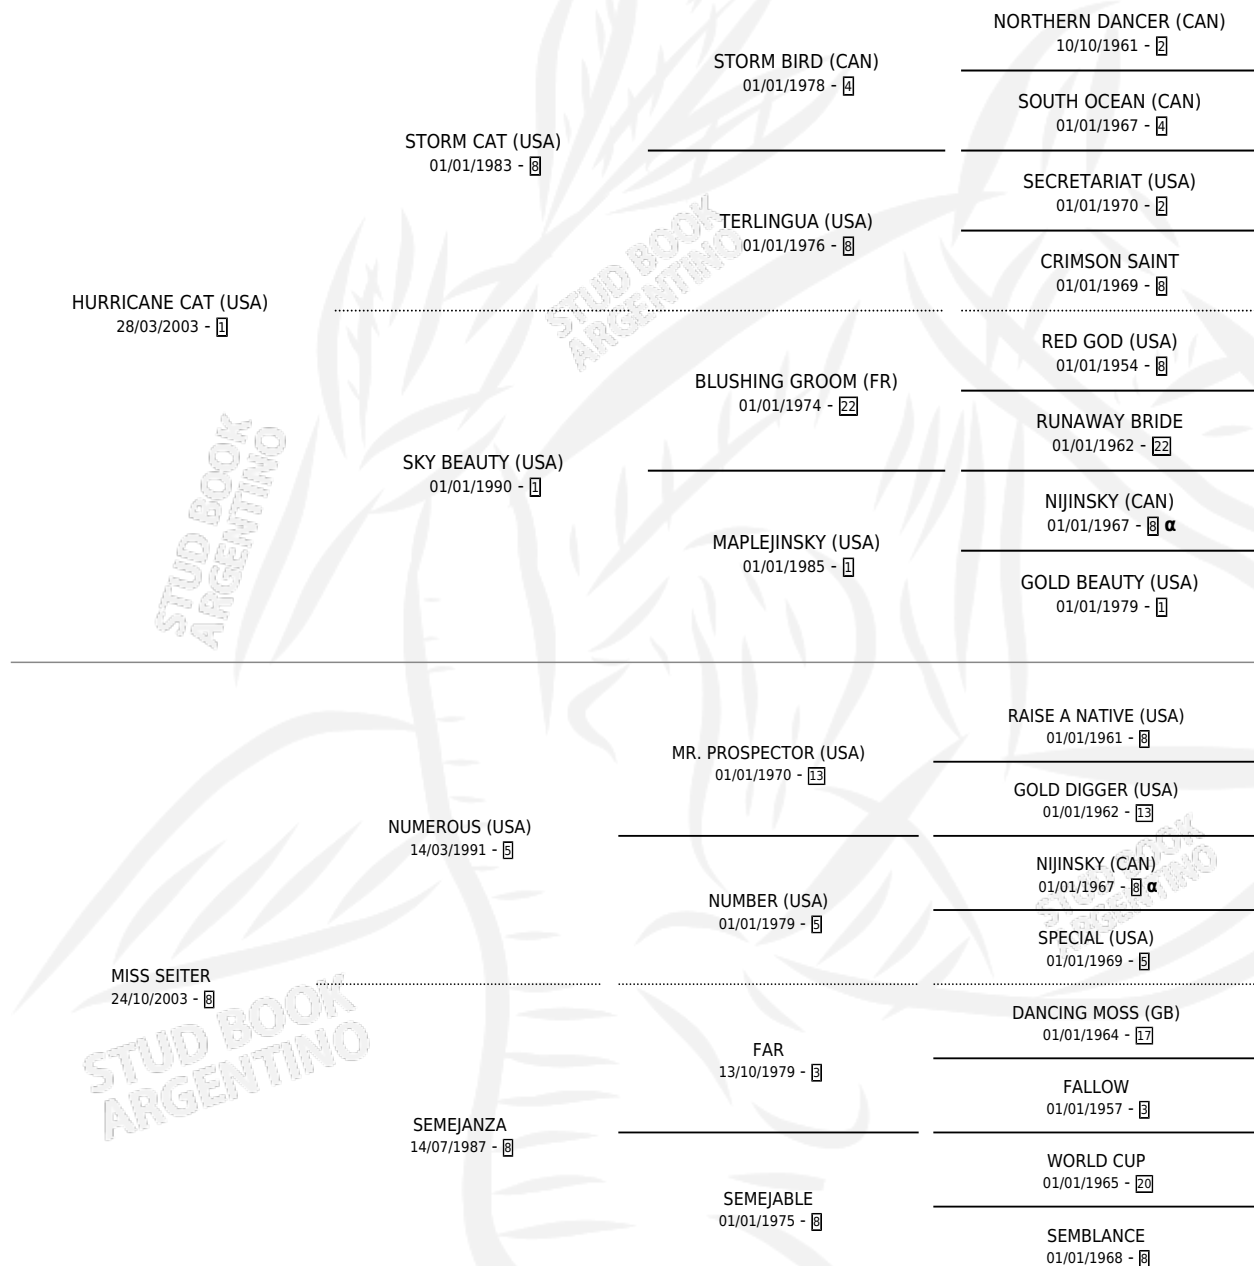 NORTHERN DANCER (CAN)
10/10/1961 - 2
STORM BIRD (CAN)
01/01/1978 - 4
SOUTH OCEAN (CAN)
01/01/1967 - 4
STORM CAT (USA)
01/01/1983 - 8
SECRETARIAT (USA)
01/01/1970 - 2
TERLINGUA (USA)
01/01/1976 - 8
CRIMSON SAINT
01/01/1969 - 8
HURRICANE CAT (USA)
28/03/2003 - 1
RED GOD (USA)
01/01/1954 - 8
BLUSHING GROOM (FR)
01/01/1974 - 22
RUNAWAY BRIDE
01/01/1962 - 22
SKY BEAUTY (USA)
01/01/1990 - 1
NIJINSKY (CAN)
01/01/1967 - 8 α
MAPLEJINSKY (USA)
01/01/1985 - 1
GOLD BEAUTY (USA)
01/01/1979 - 1
RAISE A NATIVE (USA)
01/01/1961 - 8
MR. PROSPECTOR (USA)
01/01/1970 - 13
GOLD DIGGER (USA)
01/01/1962 - 13
NUMEROUS (USA)
14/03/1991 - 5
NIJINSKY (CAN)
01/01/1967 - 8 α
NUMBER (USA)
01/01/1979 - 5
SPECIAL (USA)
01/01/1969 - 5
MISS SEITER
24/10/2003 - 8
DANCING MOSS (GB)
01/01/1964 - 17
FAR
13/10/1979 - 3
FALLOW
01/01/1957 - 3
SEMEJANZA
14/07/1987 - 8
WORLD CUP
01/01/1965 - 20
SEMEJABLE
01/01/1975 - 8
SEMBLANCE
01/01/1968 - 8
STUD BOOK
ARGENTINO
STUD BOOK
ARGENTINO
STUD BOOK
ARGENTINO
STUD BOOK
ARGENTINO